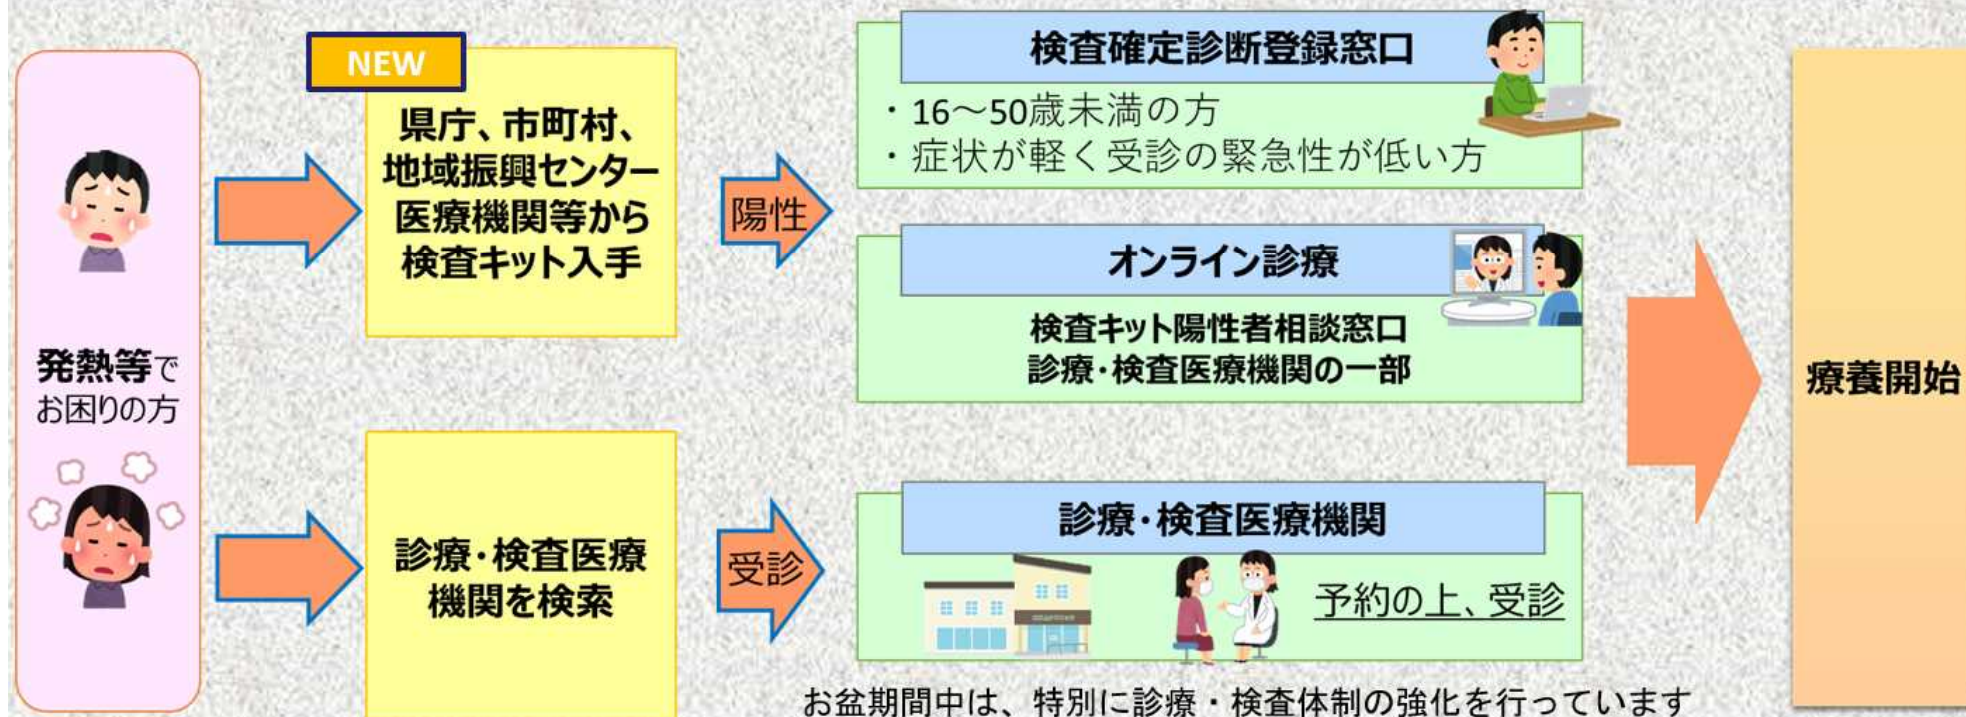 発熱等で
お困りの方
NEW
県庁、市町村、
地域振興センター
医療機関等から
検査キット入手
診療・検査医療
機関を検索
陽性
受診
検査確定診断登録窓口
・16～50歳未満の方
・症状が軽く受診の緊急性が低い方
オンライン診療
検査キット陽性者相談窓口
診療・検査医療機関の一部
診療・検査医療機関
予約の上、受診
お盆期間中は、特別に診療・検査体制の強化を行っています
療養開始